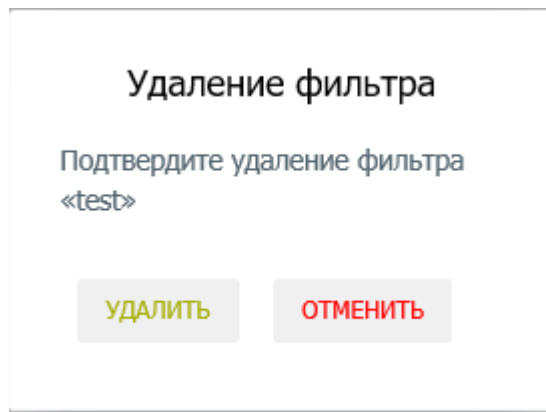 Удаление фильтра
Подтвердите удаление фильтра
«test»
УДАЛИТЬ ОТМЕНИТЬ